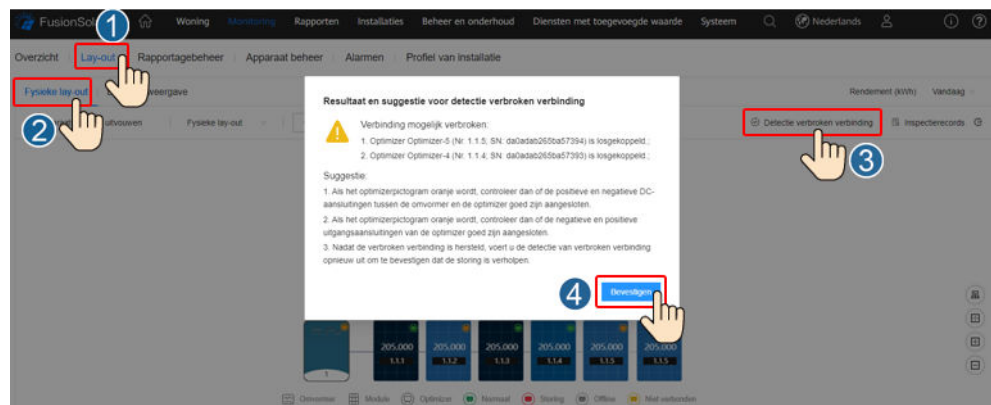 FusionSol
Woning
Monitoring
Rapporten
Installaties
Beheer en onderhoud
Diensten met toegevoegde waarde
Systeem
Nederlands
1
Overzicht
Lay-out
Rapportagebeheer
Apparaat beheer
Alarmen
Profiel van installatie
Fysieke lay-out
weergave
Rendement (kWh)
Vandaag
2
uitvouwen
Fysieke lay-out
Detectie verbroken verbinding
Inspectierecords
3
Resultaat en suggestie voor detectie verbroken verbinding
Verbinding mogelijk verbroken:
1. Optimizer Optimizer-5 (Nr. 1.1.5; SN: da0adab265ba57394) is losgekoppeld.;
2. Optimizer Optimizer-4 (Nr. 1.1.4; SN: da0adab265ba57393) is losgekoppeld.;
Suggestie:
1. Als het optimizerpictogram oranje wordt, controleer dan of de positieve en negatieve DC-
aansluitingen tussen de omvormer en de optimizer goed zijn aangesloten.
2. Als het optimizerpictogram oranje wordt, controleer dan of de negatieve en positieve
uitgangsaansluitingen van de optimizer goed zijn aangesloten.
3. Nadat de verbroken verbinding is hersteld, voert u de detectie van verbroken verbinding
opnieuw uit om te bevestigen dat de storing is verholpen.
4
Bevestigen
205.000 205.000 205.000 205.000 205.000 205.000
1.1.1 1.1.2 1.1.3 1.1.4 1.1.5 1.1.5
1
Omvormer Module Optimizer Normaal Storing Offline Niet verbonden